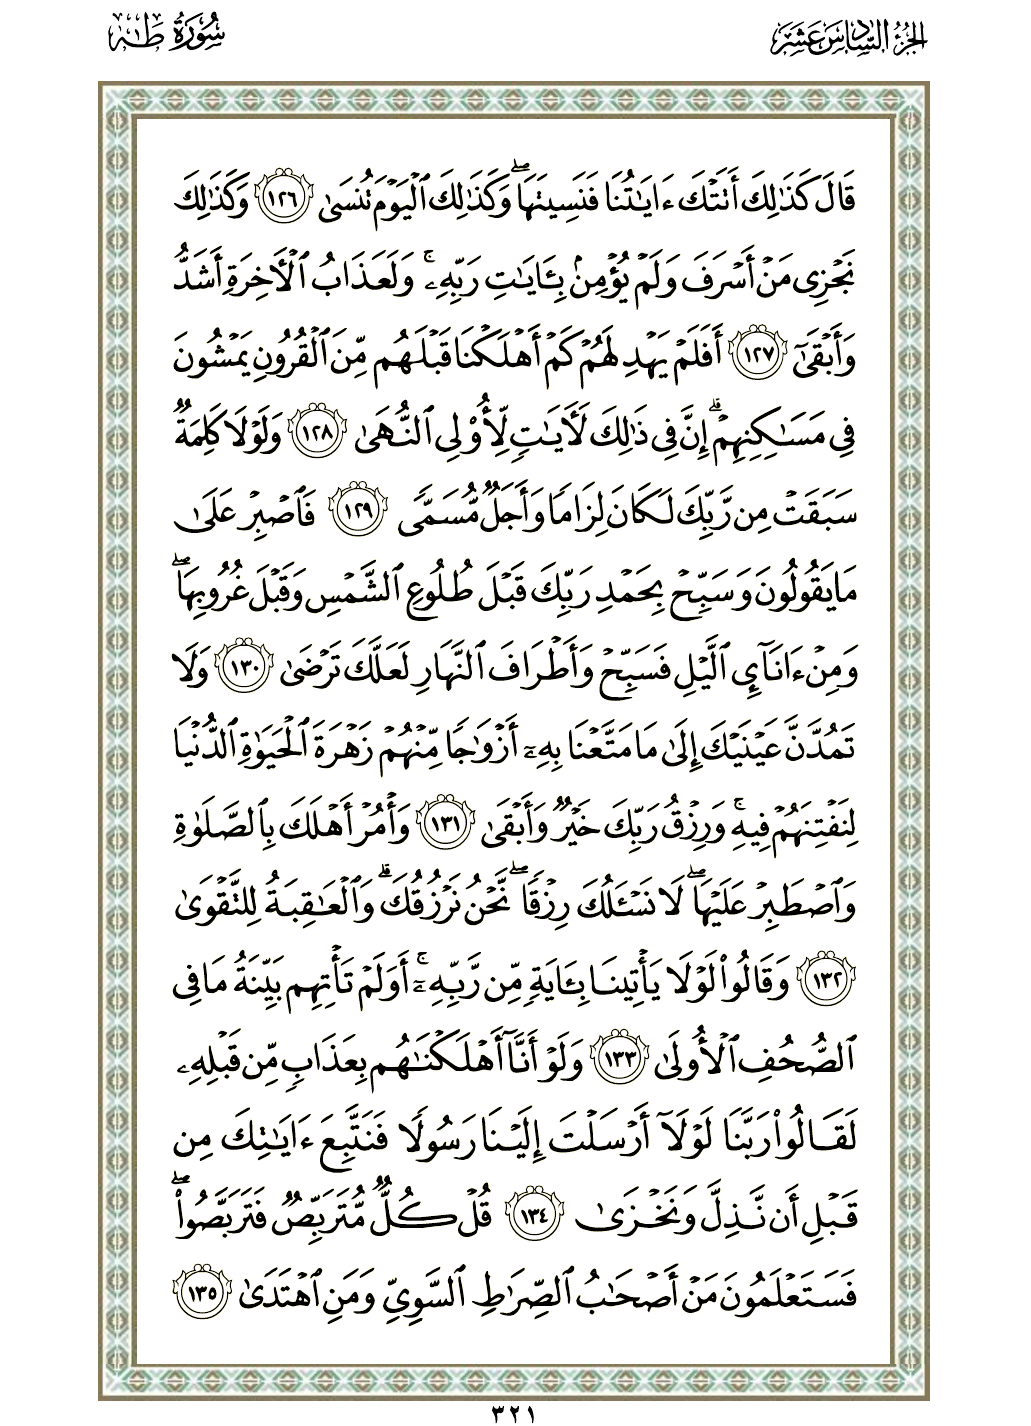 الجزء السادس عشر
سورة طه
قَالَ كَذَٰلِكَ أَتَتْكَ ءَايَٰتُنَا فَنَسِيتَهَا ۖ وَكَذَٰلِكَ ٱلْيَوْمَ تُنسَىٰ ١٢٦ وَكَذَٰلِكَ
نَجْزِى مَنْ أَسْرَفَ وَلَمْ يُؤْمِنۢ بِـَٔايَٰتِ رَبِّهِۦ ۚ وَلَعَذَابُ ٱلْأَخِرَةِ أَشَدُّ
وَأَبْقَىٰٓ ١٢٧ أَفَلَمْ يَهْدِ لَهُمْ كَمْ أَهْلَكْنَا قَبْلَهُم مِّنَ ٱلْقُرُونِ يَمْشُونَ
فِى مَسَٰكِنِهِمْ ۗ إِنَّ فِى ذَٰلِكَ لَأَيَٰتٍ لِّأُو۟لِى ٱلنُّهَىٰ ١٢٨ وَلَوْلَا كَلِمَةٌ
سَبَقَتْ مِن رَّبِّكَ لَكَانَ لِزَامًا وَأَجَلٌ مُّسَمًّى ١٢٩ فَٱصْبِرْ عَلَىٰ
مَا يَقُولُونَ وَسَبِّحْ بِحَمْدِ رَبِّكَ قَبْلَ طُلُوعِ ٱلشَّمْسِ وَقَبْلَ غُرُوبِهَا ۖ
وَمِنْ ءَانَآئِ ٱلَّيْلِ فَسَبِّحْ وَأَطْرَافَ ٱلنَّهَارِ لَعَلَّكَ تَرْضَىٰ ١٣٠ وَلَا
تَمُدَّنَّ عَيْنَيْكَ إِلَىٰ مَا مَتَّعْنَا بِهِۦٓ أَزْوَٰجًا مِّنْهُمْ زَهْرَةَ ٱلْحَيَوٰةِ ٱلدُّنْيَا
لِنَفْتِنَهُمْ فِيهِ ۚ وَرِزْقُ رَبِّكَ خَيْرٌ وَأَبْقَىٰ ١٣١ وَأْمُرْ أَهْلَكَ بِٱلصَّلَوٰةِ
وَٱصْطَبِرْ عَلَيْهَا ۖ لَا نَسْـَٔلُكَ رِزْقًا ۖ نَّحْنُ نَرْزُقُكَ ۗ وَٱلْعَٰقِبَةُ لِلتَّقْوَىٰ
١٣٢ وَقَالُوا۟ لَوْلَا يَأْتِينَا بِـَٔايَةٍ مِّن رَّبِّهِۦٓ ۚ أَوَلَمْ تَأْتِهِم بَيِّنَةُ مَا فِى
ٱلصُّحُفِ ٱلْأُولَىٰ ١٣٣ وَلَوْ أَنَّآ أَهْلَكْنَٰهُم بِعَذَابٍ مِّن قَبْلِهِۦ
لَقَالُوا۟ رَبَّنَا لَوْلَآ أَرْسَلْتَ إِلَيْنَا رَسُولًا فَنَتَّبِعَ ءَايَٰتِكَ مِن
قَبْلِ أَن نَّذِلَّ وَنَخْزَىٰ ١٣٤ قُلْ كُلٌّ مُّتَرَبِّصٌ فَتَرَبَّصُوا۟ ۖ
فَسَتَعْلَمُونَ مَنْ أَصْحَٰبُ ٱلصِّرَٰطِ ٱلسَّوِىِّ وَمَنِ ٱهْتَدَىٰ ١٣٥
٣٢١